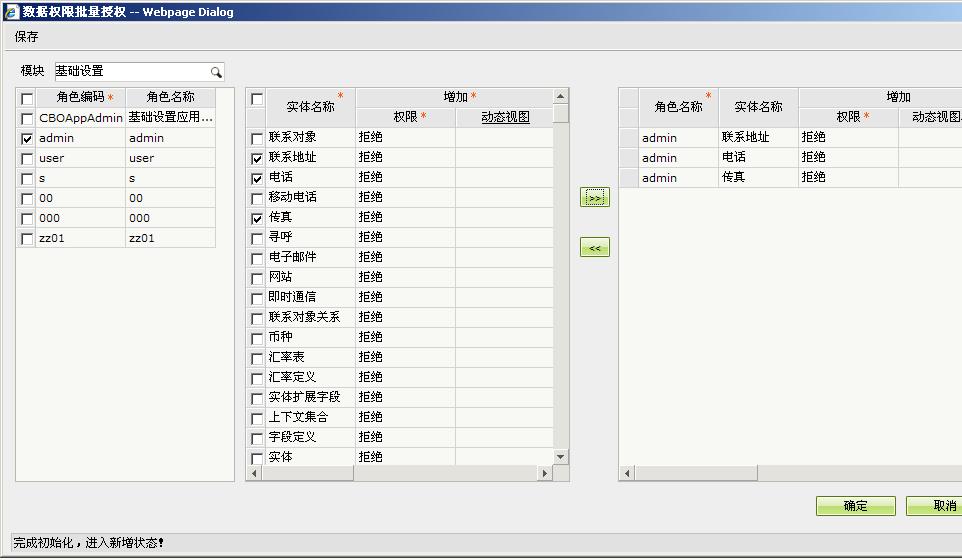 数据权限批量授权 -- Webpage Dialog
保存
模块 基础设置
角色编码* 角色名称
CBOAppAdmin 基础设置应用...
admin admin
user user
s s
00 00
000 000
zz01 zz01
实体名称* 增加*
权限* 动态视图
联系对象 拒绝
联系地址 拒绝
电话 拒绝
移动电话 拒绝
传真 拒绝
寻呼 拒绝
电子邮件 拒绝
网站 拒绝
即时通信 拒绝
联系对象关系 拒绝
币种 拒绝
汇率表 拒绝
汇率定义 拒绝
实体扩展字段 拒绝
上下文集合 拒绝
字段定义 拒绝
实体 拒绝
>>
<<
角色名称* 实体名称 增加
权限* 动态视图
admin 联系地址 拒绝
admin 电话 拒绝
admin 传真 拒绝
确定 取消
完成初始化，进入新增状态!